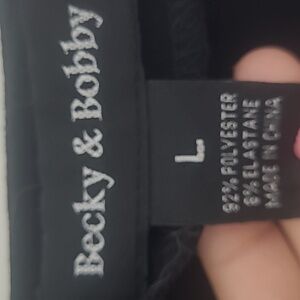 Becky & Bobby
L
92% POLYESTER
8% ELASTANE
MADE IN CHINA